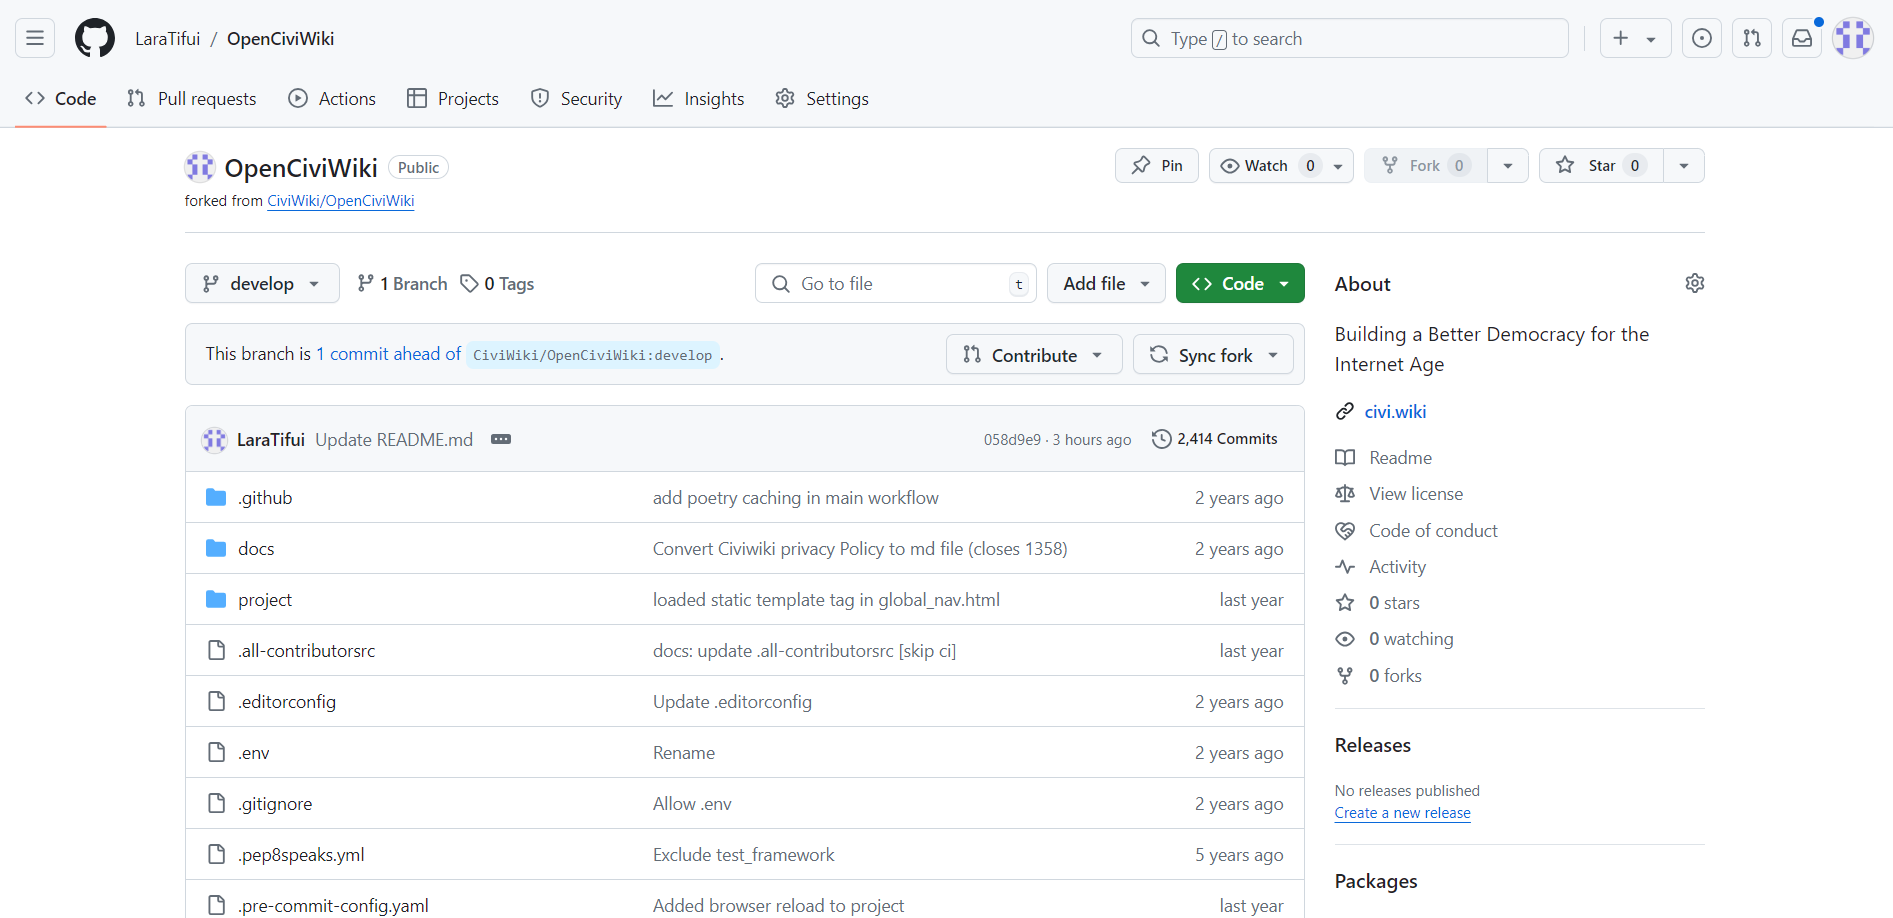 LaraTifui / OpenCiviWiki
Type / to search
Code Pull requests Actions Projects Security Insights Settings
OpenCiviWiki Public
Pin Watch 0 Fork 0 Star 0
forked from CiviWiki/OpenCiviWiki
develop 1 Branch 0 Tags
Go to file t Add file Code
This branch is 1 commit ahead of CiviWiki/OpenCiviWiki:develop .
Contribute Sync fork
LaraTifui Update README.md 058d9e9 · 3 hours ago 2,414 Commits
.github add poetry caching in main workflow 2 years ago
docs Convert Civiwiki privacy Policy to md file (closes 1358) 2 years ago
project loaded static template tag in global_nav.html last year
.all-contributorsrc docs: update .all-contributorsrc [skip ci] last year
.editorconfig Update .editorconfig 2 years ago
.env Rename 2 years ago
.gitignore Allow .env 2 years ago
.pep8speaks.yml Exclude test_framework 5 years ago
.pre-commit-config.yaml Added browser reload to project last year
About
Building a Better Democracy for the
Internet Age
civi.wiki
Readme
View license
Code of conduct
Activity
0 stars
0 watching
0 forks
Releases
No releases published
Create a new release
Packages